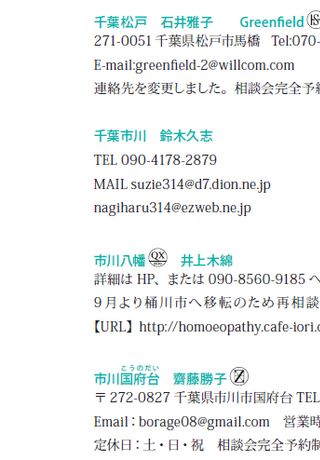 千葉松戸　石井雅子　　Greenfield
271-0051 千葉県松戸市馬橋　Tel:070-
E-mail:greenfield-2@willcom.com
連絡先を変更しました。相談会完全予約
千葉市川　鈴木久志
TEL 090-4178-2879
MAIL suzie314@d7.dion.ne.jp
nagiharu314@ezweb.ne.jp
市川八幡 QX 井上木綿
詳細は HP、または 090-8560-9185 へ
9 月より桶川市へ移転のため再相談
【URL】 http://homoeopathy.cafe-iori.c
こうのだい
市川国府台　齋藤勝子
〒 272-0827 千葉県市川市国府台 TEL
Email : borage08@gmail.com　営業時
定休日 : 土・日・祝　相談会完全予約制